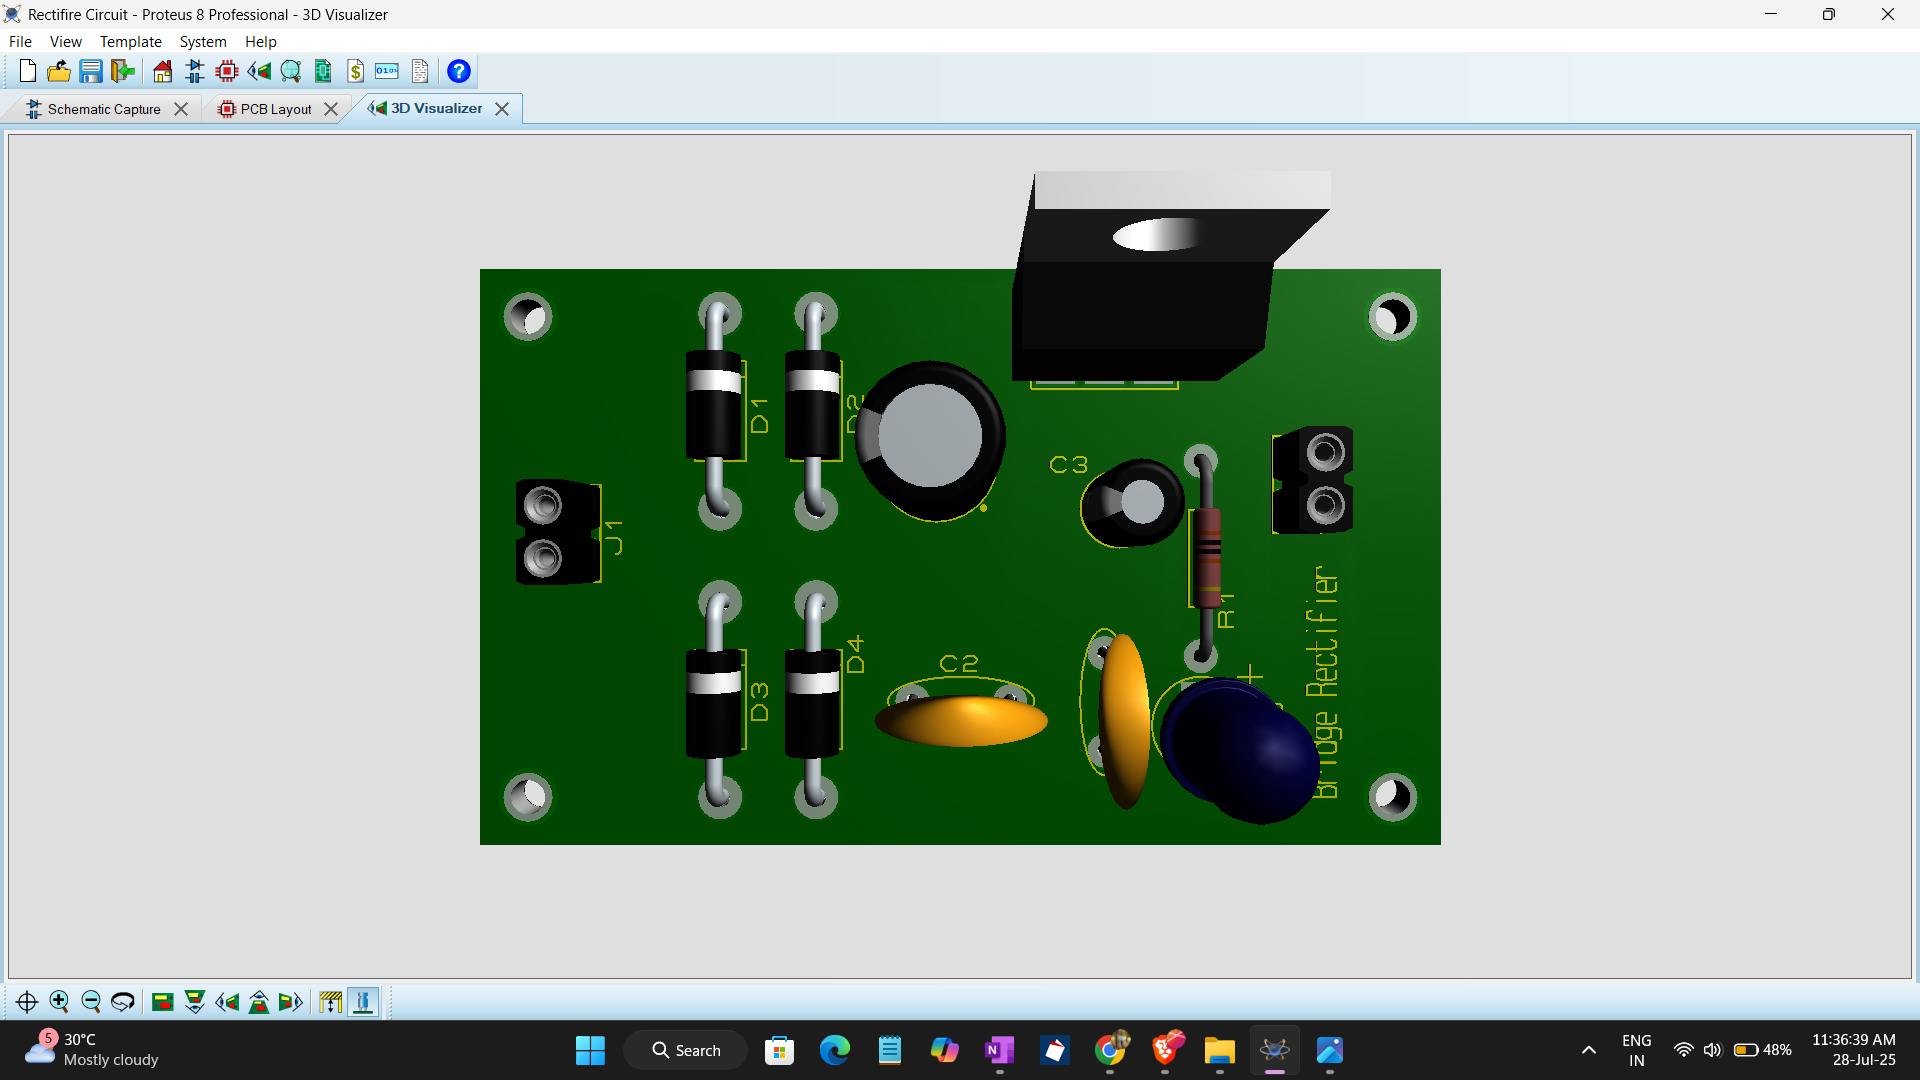 Rectifire Circuit - Proteus 8 Professional - 3D Visualizer
File View Template System Help
Schematic Capture PCB Layout 3D Visualizer
D1
D2
C3
J1
R1
Bridge Rectifier
D4
C2
D3
+
5
30°C
Mostly cloudy
Search
ENG
IN
48%
11:36:39 AM
28-Jul-25